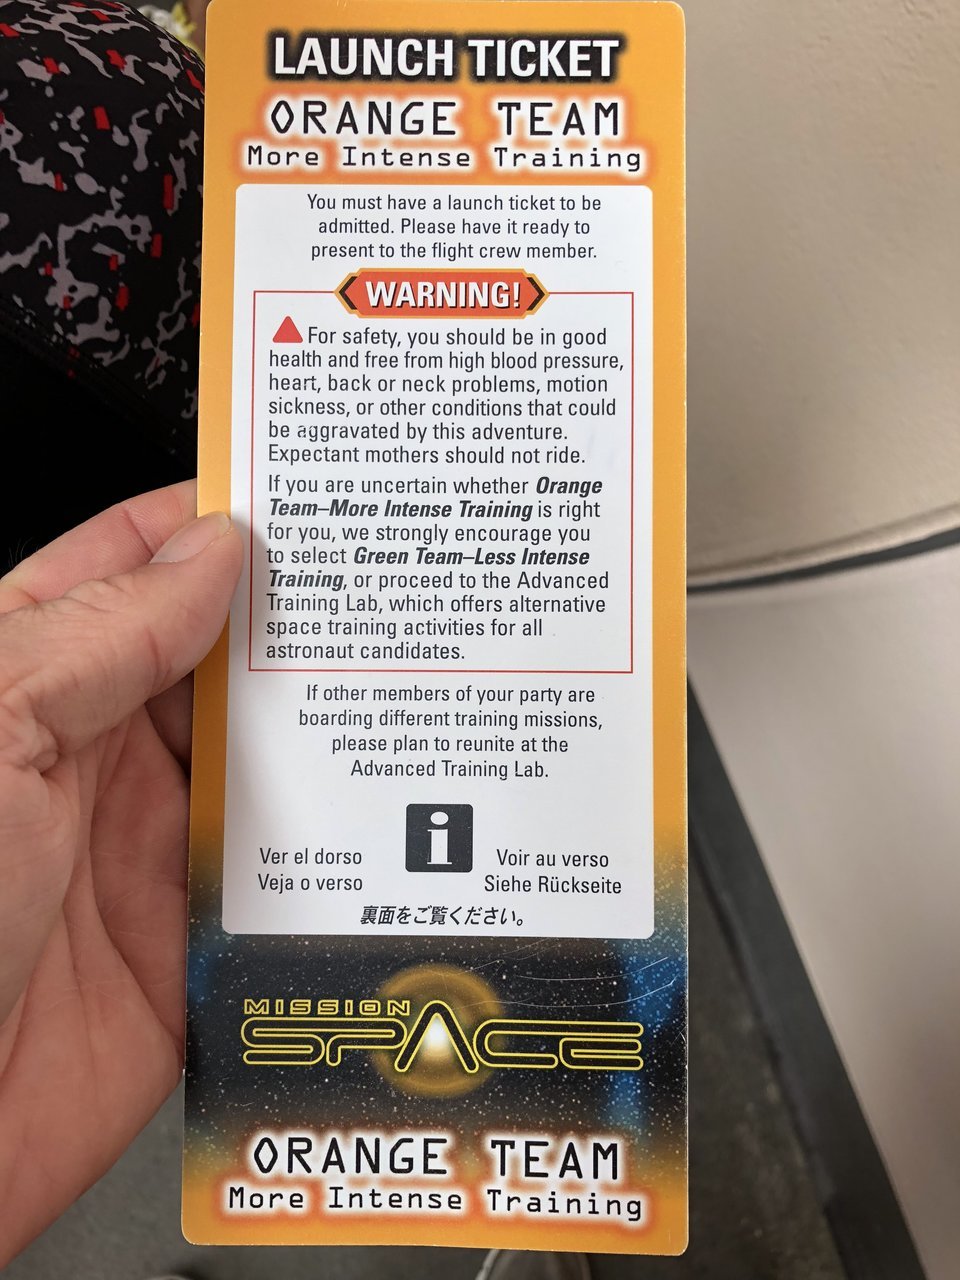 LAUNCH TICKET
ORANGE TEAM
More Intense Training
You must have a launch ticket to be
admitted. Please have it ready to
present to the flight crew member.
WARNING!
For safety, you should be in good
health and free from high blood pressure,
heart, back or neck problems, motion
sickness, or other conditions that could
be aggravated by this adventure.
Expectant mothers should not ride.
If you are uncertain whether Orange
Team–More Intense Training is right
for you, we strongly encourage you
to select Green Team–Less Intense
Training, or proceed to the Advanced
Training Lab, which offers alternative
space training activities for all
astronaut candidates.
If other members of your party are
boarding different training missions,
please plan to reunite at the
Advanced Training Lab.
i
Ver el dorso
Veja o verso
Voir au verso
Siehe Rückseite
裏面をご覧ください。
MISSION
SPACE
ORANGE TEAM
More Intense Training